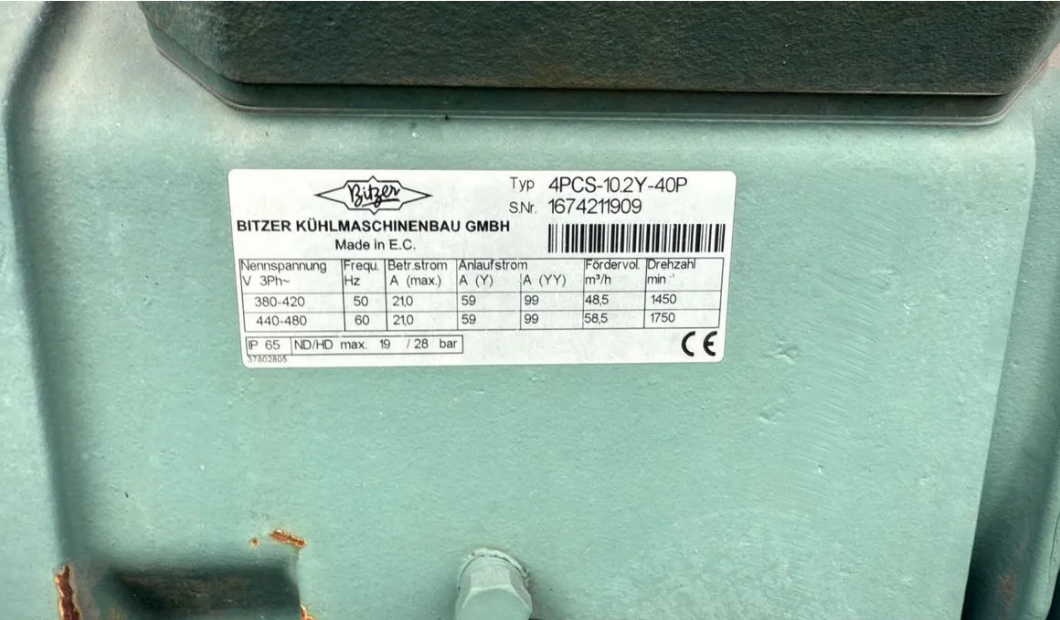 Bitzer
Typ 4PCS-10.2Y-40P
S.Nr. 1674211909
BITZER KÜHLMASCHINENBAU GMBH
Made in E.C.
Nennspannung Frequ. Betr.strom Anlaufstrom Fördervol. Drehzahl
V 3Ph~ Hz A (max.) A (Y) A (YY) m³/h min⁻¹
380-420 50 21,0 59 99 48,5 1450
440-480 60 21,0 59 99 58,5 1750
IP 65 ND/HD max. 19 / 28 bar
CE
37802805